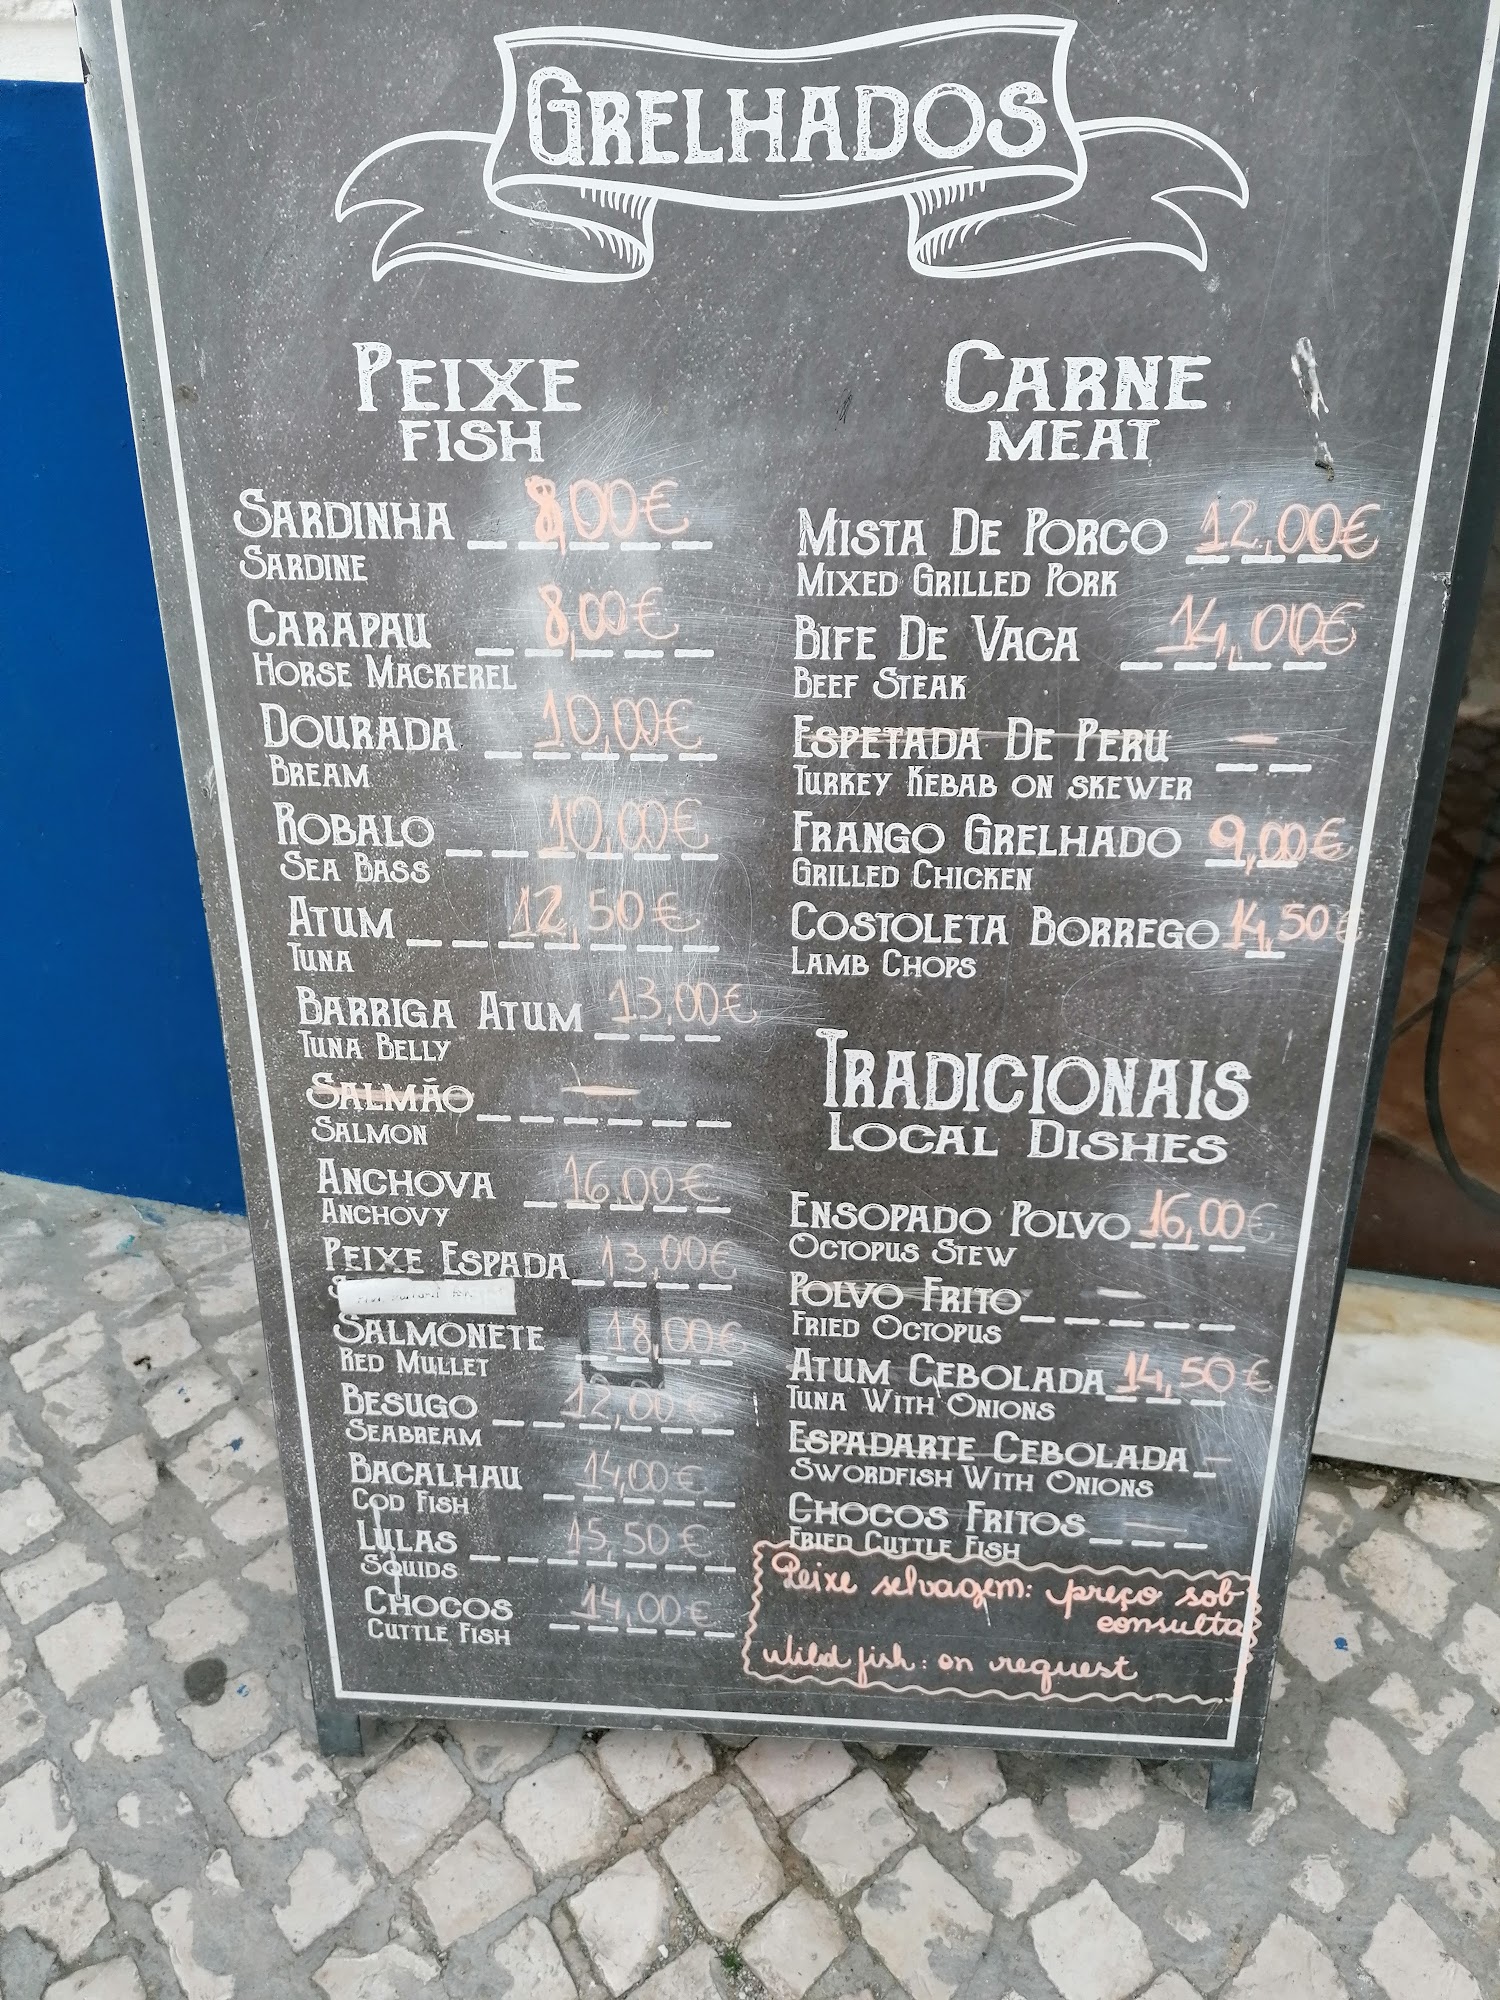 GRELHADOS
PEIXE
FISH
SARDINHA 8,00€
SARDINE
CARAPAU 8,00€
HORSE MACKEREL
DOURADA 10,00€
BREAM
ROBALO 10,00€
SEA BASS
ATUM 12,50€
TUNA
BARRIGA ATUM 13,00€
TUNA BELLY
SALMÃO —
SALMON
ANCHOVA 16,00€
ANCHOVY
PEIXE ESPADA 13,00€
SALMONETE 18,00€
RED MULLET
BESUGO 12,00€
SEABREAM
BACALHAU 14,00€
COD FISH
LULAS 15,50€
SQUIDS
CHOCOS 14,00€
CUTTLE FISH
CARNE
MEAT
MISTA DE PORCO 12,00€
MIXED GRILLED PORK
BIFE DE VACA 14,00€
BEEF STEAK
ESPETADA DE PERU —
TURKEY KEBAB ON SKEWER
FRANGO GRELHADO 9,00€
GRILLED CHICKEN
COSTOLETA BORREGO 14,50€
LAMB CHOPS
TRADICIONAIS
LOCAL DISHES
ENSOPADO POLVO 16,00€
OCTOPUS STEW
POLVO FRITO —
FRIED OCTOPUS
ATUM CEBOLADA 14,50€
TUNA WITH ONIONS
ESPADARTE CEBOLADA —
SWORDFISH WITH ONIONS
CHOCOS FRITOS —
FRIED CUTTLE FISH
Peixe selvagem: preço sob
consulta
Wild fish: on request